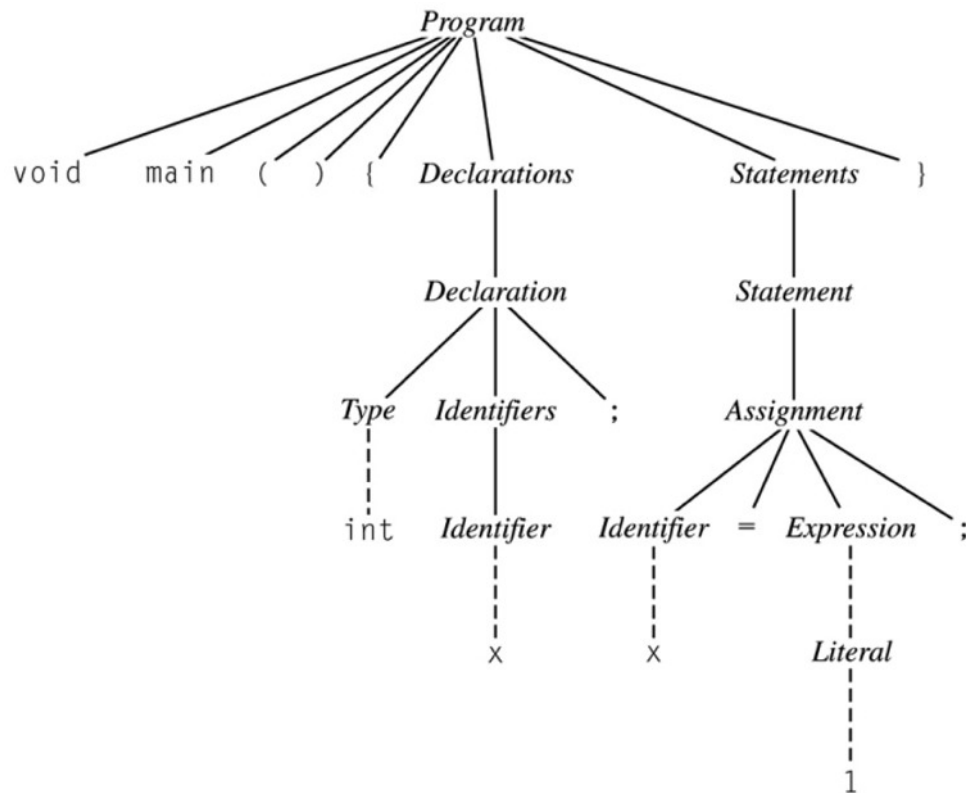 Program
void main ( ) { Declarations Statements }
Declaration Statement
Type Identifiers ; Assignment
int Identifier Identifier = Expression ;
x x Literal
1